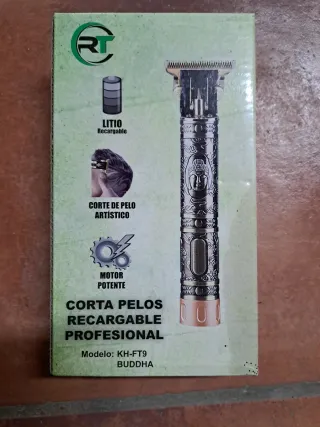 RT
LITIO
Recargable
CORTE DE PELO
ARTÍSTICO
MOTOR
POTENTE
CORTA PELOS
RECARGABLE
PROFESIONAL
Modelo: KH-FT9
BUDDHA